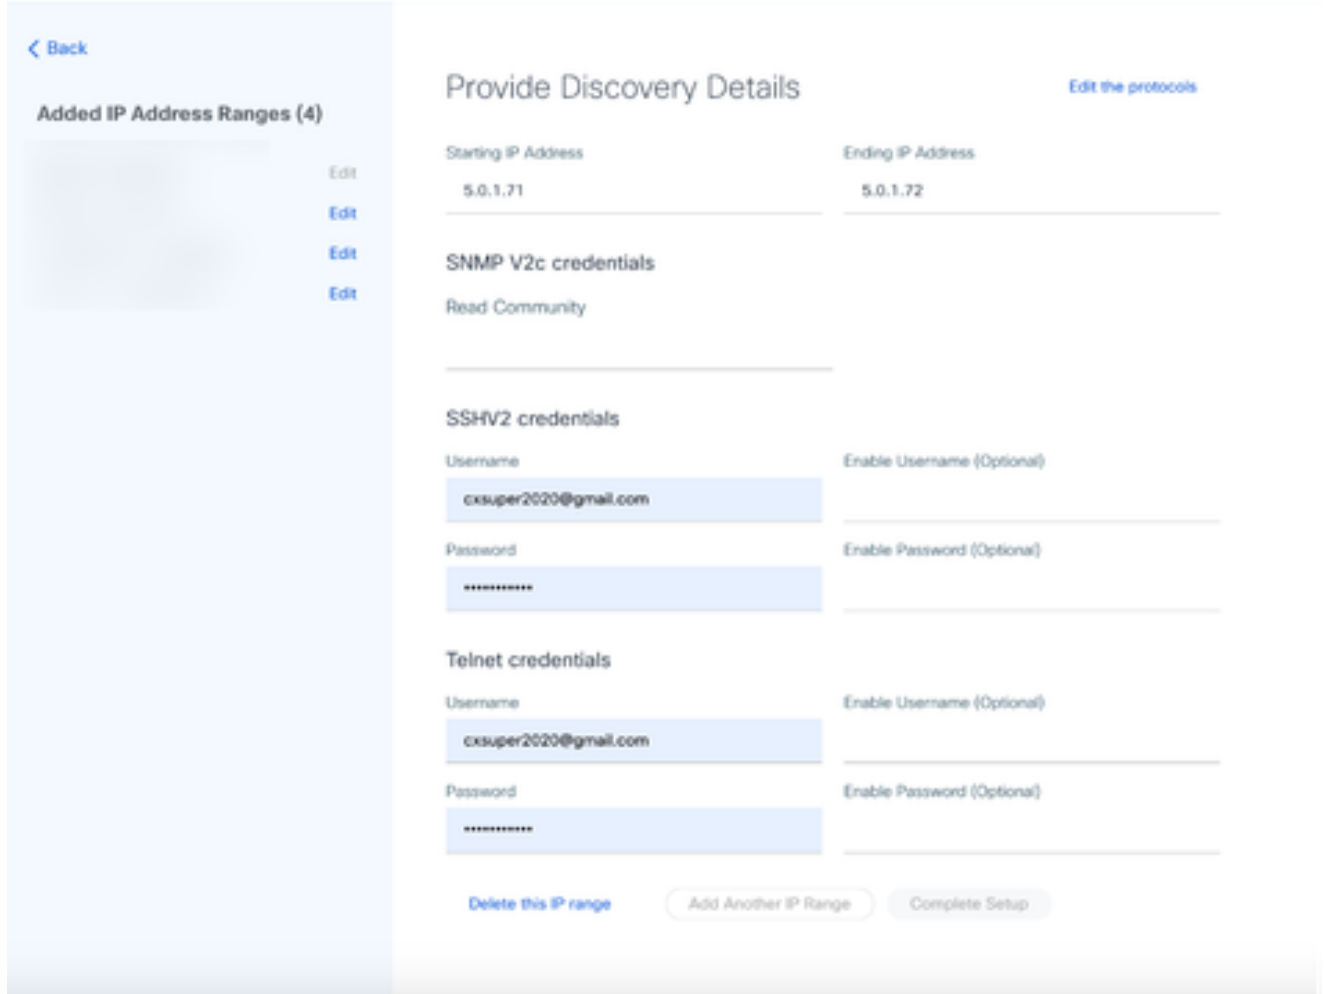 Back
Added IP Address Ranges (4)
Edit
Edit
Edit
Edit
Provide Discovery Details
Edit the protocols
Starting IP Address
Ending IP Address
5.0.1.71
5.0.1.72
SNMP V2c credentials
Read Community
SSHV2 credentials
Username
Enable Username (Optional)
cxsuper2020@gmail.com
Password
Enable Password (Optional)
••••••••••••
Telnet credentials
Username
Enable Username (Optional)
cxsuper2020@gmail.com
Password
Enable Password (Optional)
••••••••••••
Delete this IP range
Add Another IP Range
Complete Setup